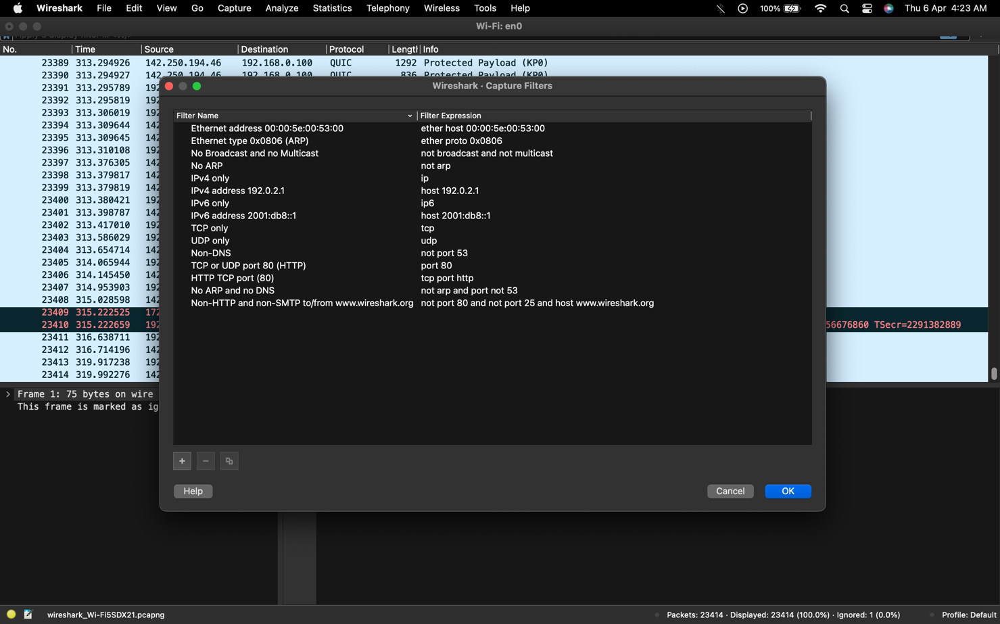 Wireshark File Edit View Go Capture Analyze Statistics Telephony Wireless Tools Help 100% Thu 6 Apr 4:23 AM
Wi-Fi: en0
No. Time Source Destination Protocol Lengtl Info
23389 313.294926 142.250.194.46 192.168.0.100 QUIC 1292 Protected Payload (KP0)
23390 313.294927 142.250.194.46 192.168.0.100 QUIC 836 Protected Payload (KP0)
23391 313.295789 192
23392 313.295819 192
23393 313.306019 192
23394 313.309644 142
23395 313.309645 142
23396 313.310108 192
23397 313.376305 142
23398 313.379817 142
23399 313.379819 142
23400 313.380421 192
23401 313.398787 142
23402 313.417010 192
23403 313.586029 192
23404 313.654714 142
23405 314.065944 192
23406 314.145450 142
23407 314.953903 192
23408 315.028598 142
23409 315.222525 172
23410 315.222659 192 56676860 TSecr=2291382889
23411 316.638711 192
23412 316.714196 142
23413 319.917238 192
23414 319.992276 142
Wireshark · Capture Filters
Filter Name Filter Expression
Ethernet address 00:00:5e:00:53:00 ether host 00:00:5e:00:53:00
Ethernet type 0x0806 (ARP) ether proto 0x0806
No Broadcast and no Multicast not broadcast and not multicast
No ARP not arp
IPv4 only ip
IPv4 address 192.0.2.1 host 192.0.2.1
IPv6 only ip6
IPv6 address 2001:db8::1 host 2001:db8::1
TCP only tcp
UDP only udp
Non-DNS not port 53
TCP or UDP port 80 (HTTP) port 80
HTTP TCP port (80) tcp port http
No ARP and no DNS not arp and port not 53
Non-HTTP and non-SMTP to/from www.wireshark.org not port 80 and not port 25 and host www.wireshark.org
+ −
Help Cancel OK
Frame 1: 75 bytes on wire
This frame is marked as ig
wireshark_Wi-Fi5SDX21.pcapng Packets: 23414 · Displayed: 23414 (100.0%) · Ignored: 1 (0.0%) Profile: Default